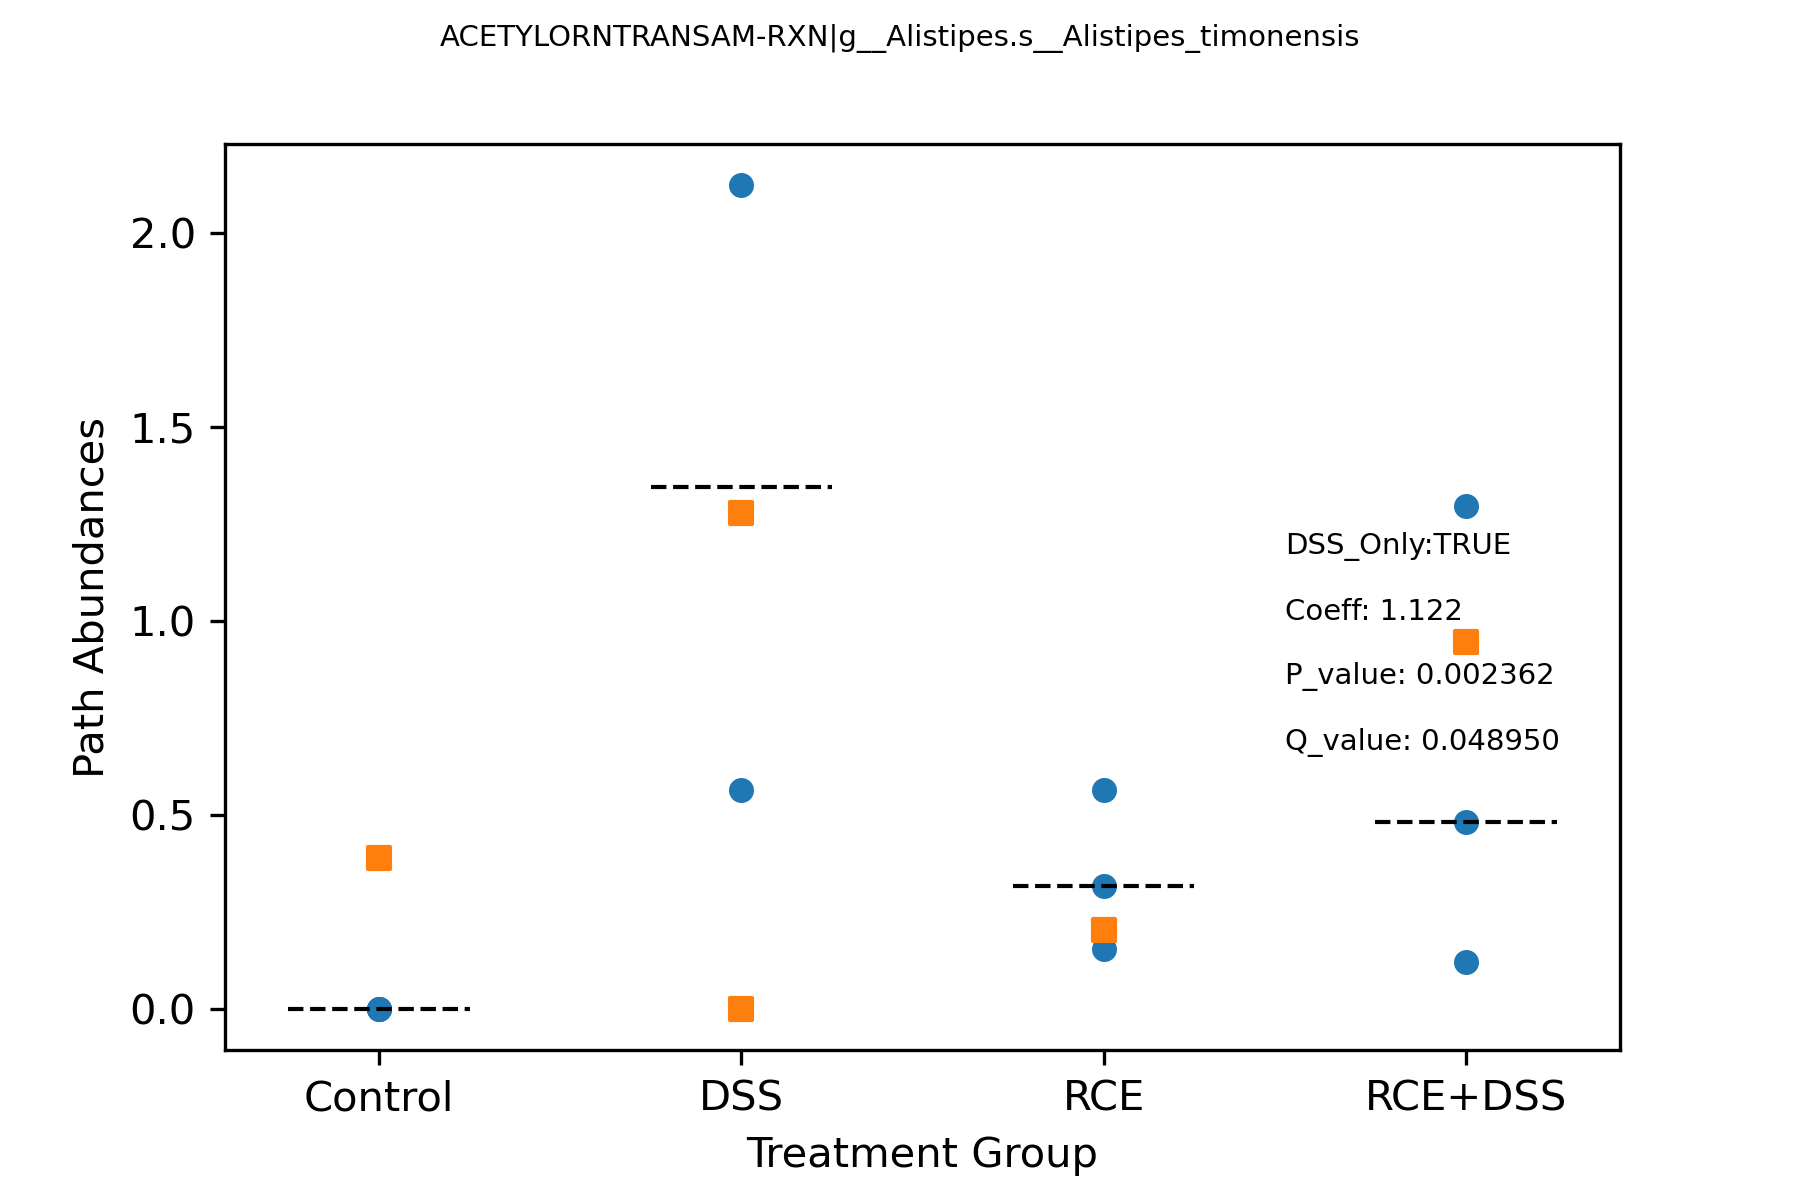 ACETYLORNTRANSAM-RXN|g__Alistipes.s__Alistipes_timonensis
2.0
1.5
1.0
0.5
0.0
Path Abundances
DSS_Only:TRUE
Coeff: 1.122
P_value: 0.002362
Q_value: 0.048950
Control DSS RCE RCE+DSS
Treatment Group